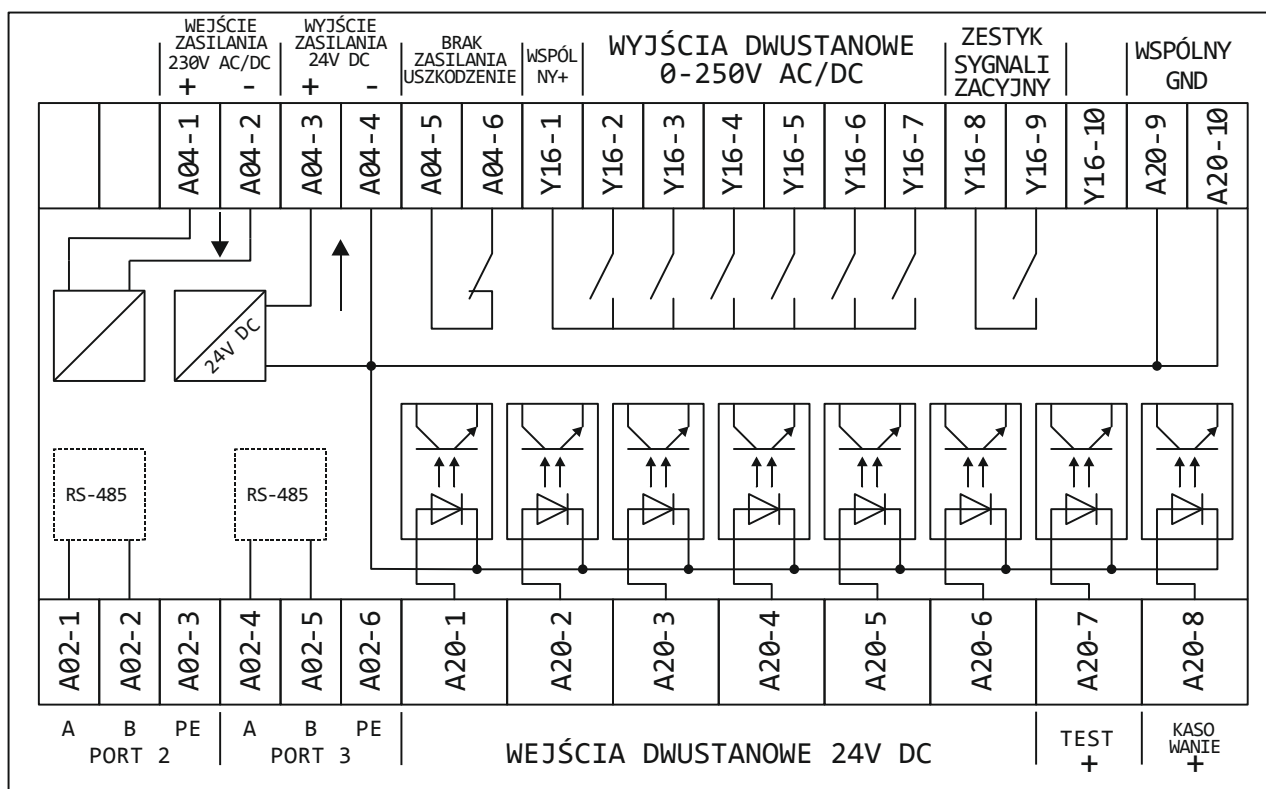 WEJŚCIE
ZASILANIA
230V AC/DC
+ -
WYJŚCIE
ZASILANIA
24V DC
+ -
BRAK
ZASILANIA
USZKODZENIE
WSPÓL
NY+
WYJŚCIA DWUSTANOWE
0-250V AC/DC
ZESTYK
SYGNALI
ZACYJNY
WSPÓLNY
GND
A04-1
A04-2
A04-3
A04-4
A04-5
A04-6
Y16-1
Y16-2
Y16-3
Y16-4
Y16-5
Y16-6
Y16-7
Y16-8
Y16-9
Y16-10
A20-9
A20-10
24V DC
RS-485
RS-485
A02-1
A02-2
A02-3
A02-4
A02-5
A02-6
A20-1
A20-2
A20-3
A20-4
A20-5
A20-6
A20-7
A20-8
A B PE
PORT 2
A B PE
PORT 3
WEJŚCIA DWUSTANOWE 24V DC
TEST
+
KASO
WANIE
+